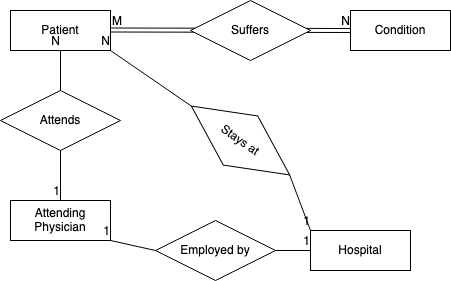 M
N
Patient
Suffers
Condition
N
N
Attends
Stays at
1
Attending
Physician
1
1
1
Employed by
Hospital